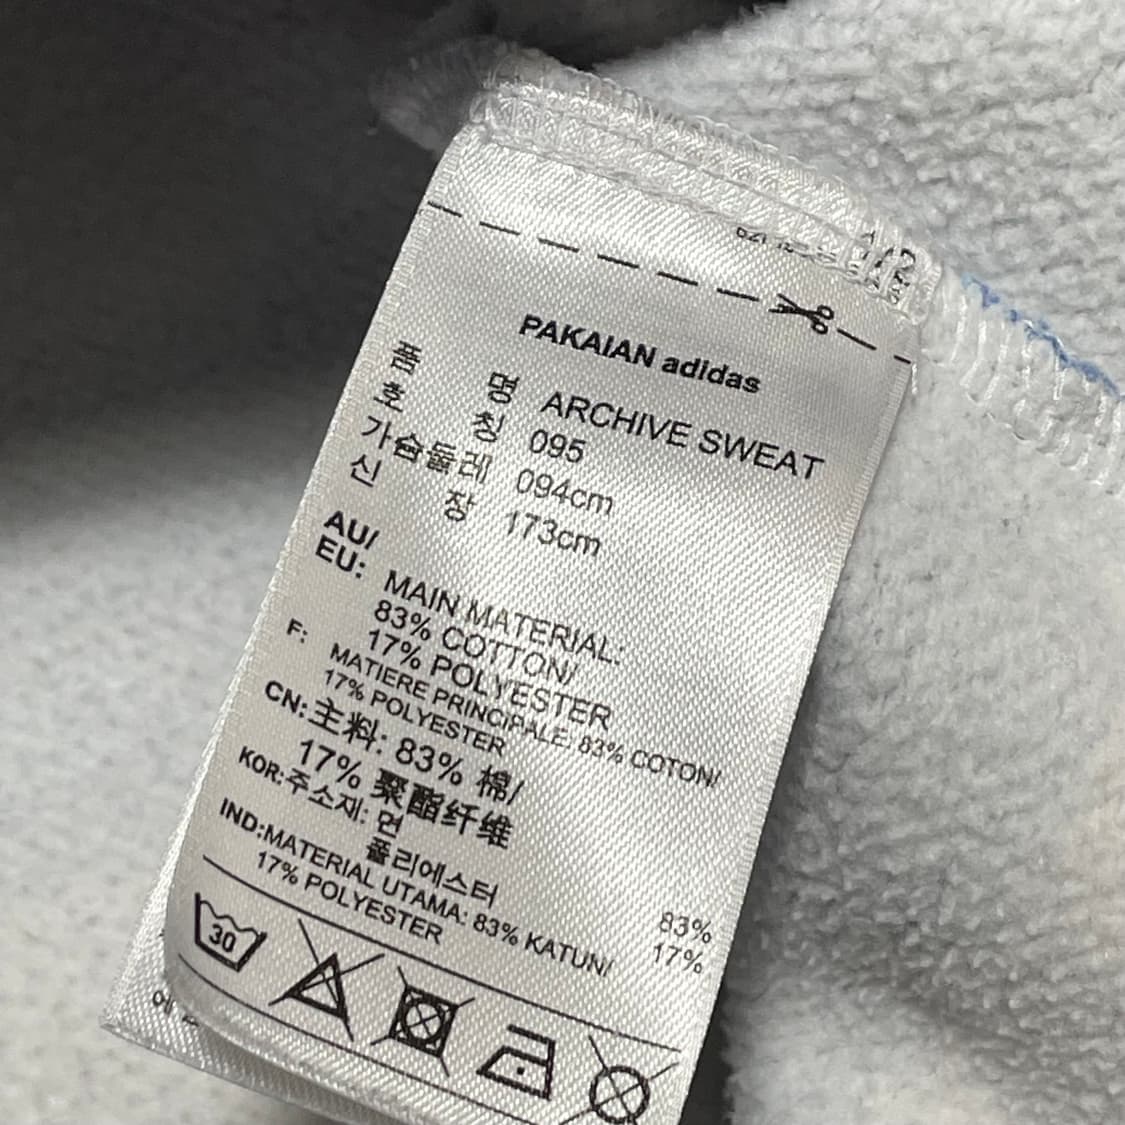 1/2
PAKAIAN adidas
품 명 ARCHIVE SWEAT
호 칭 095
가슴둘레 094cm
신 장 173cm
AU/
EU: MAIN MATERIAL:
83% COTTON/
17% POLYESTER
F: MATIERE PRINCIPALE: 83% COTON/
17% POLYESTER
CN:主料: 83% 棉/
17% 聚酯纤维
KOR:주소재: 면 83%
폴리에스터 17%
IND:MATERIAL UTAMA: 83% KATUN/
17% POLYESTER
30